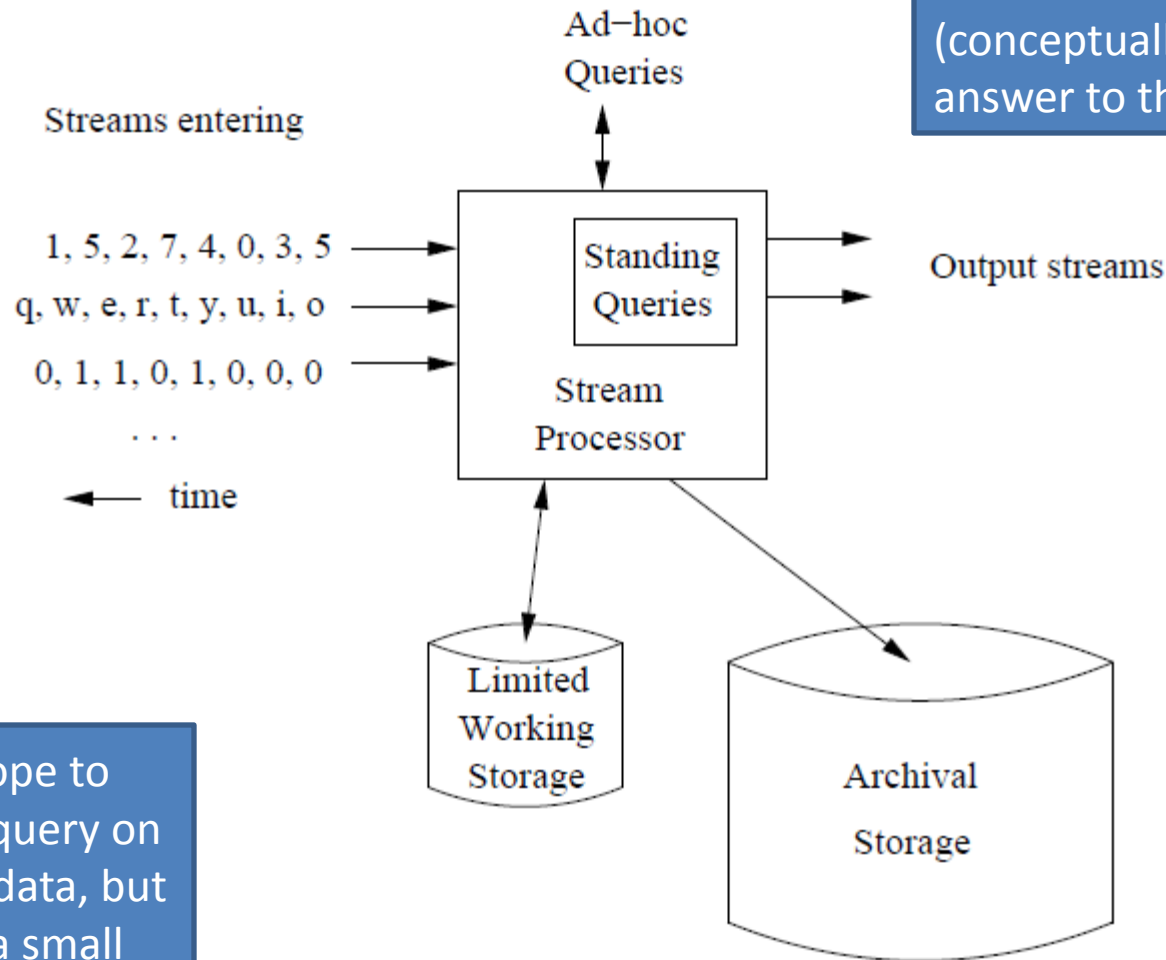 Ad-hoc
Queries
(conceptual
answer to th
Streams entering
1, 5, 2, 7, 4, 0, 3, 5
q, w, e, r, t, y, u, i, o
0, 1, 1, 0, 1, 0, 0, 0
. . .
time
Standing
Queries
Stream
Processor
Output streams
Limited
Working
Storage
Archival
Storage
ope to
query on
data, but
a small